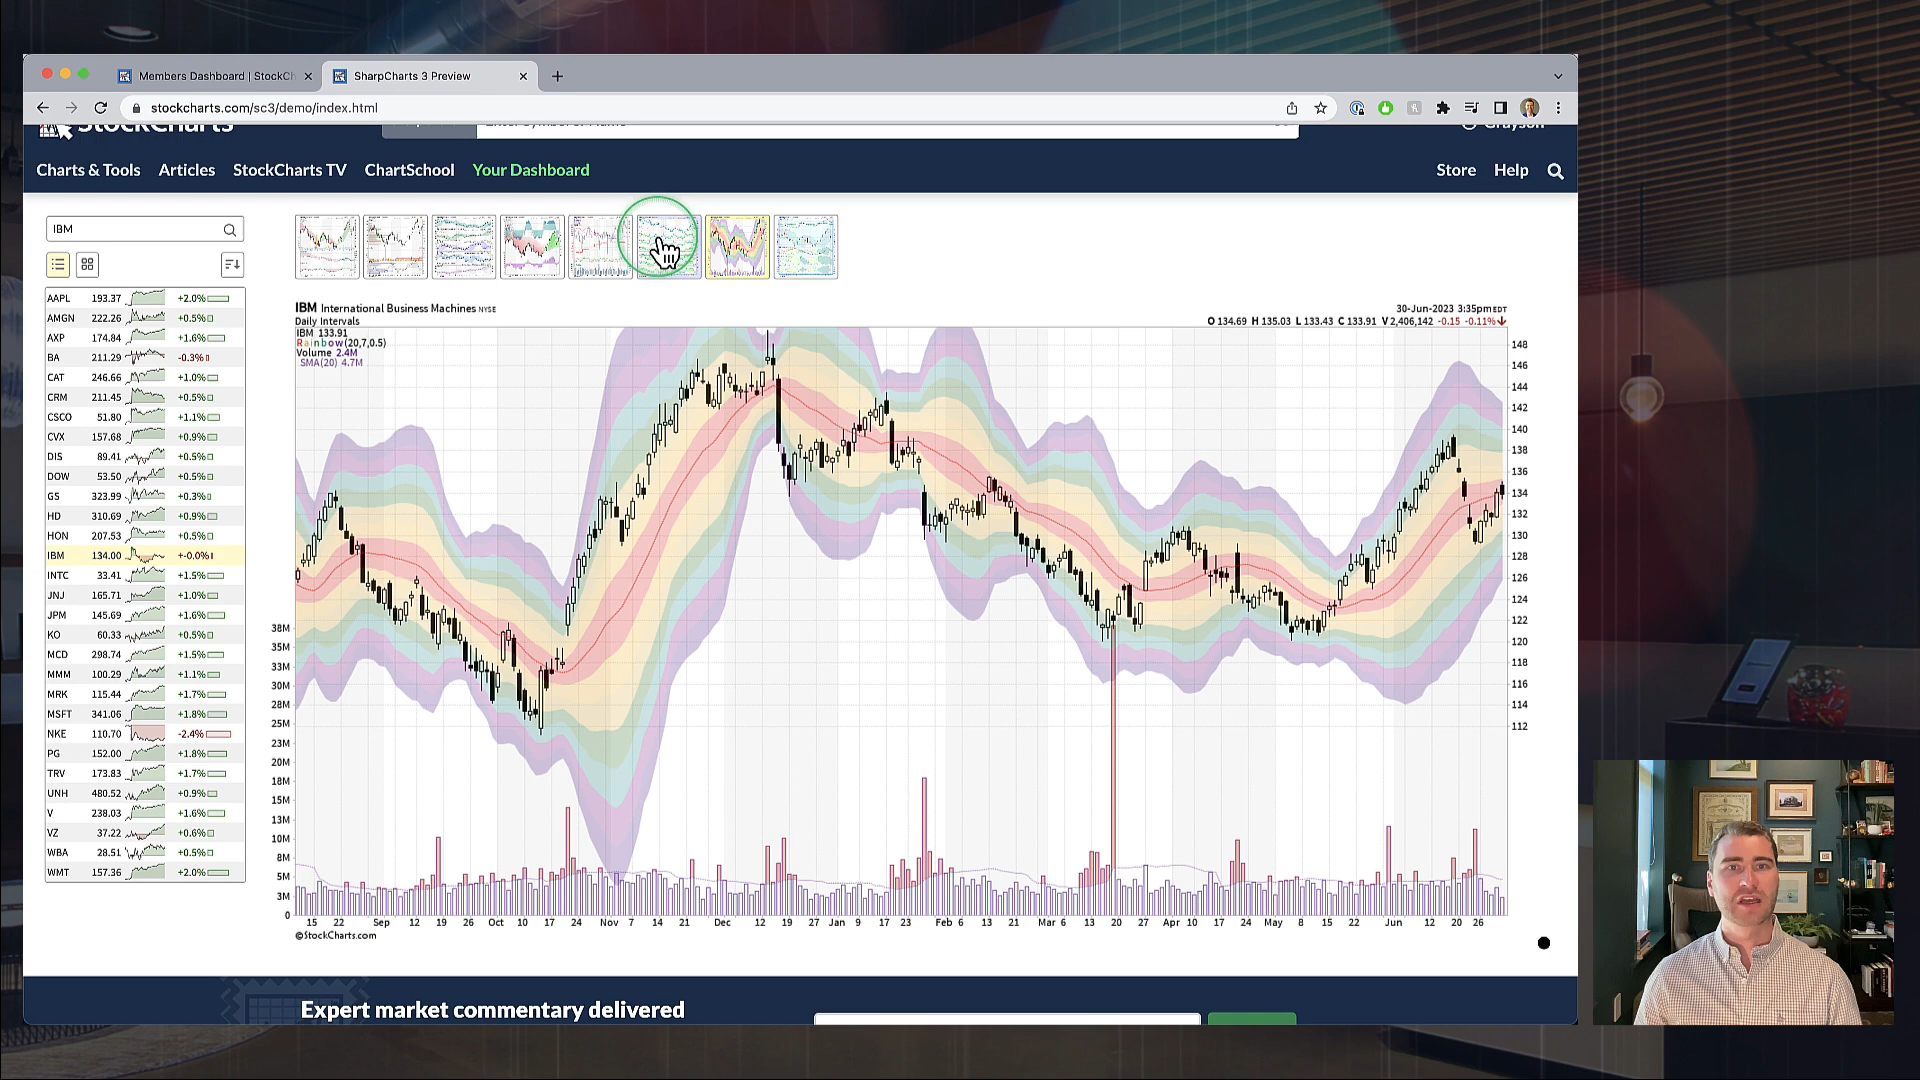 Members Dashboard | StockCh
SharpCharts 3 Preview
stockcharts.com/sc3/demo/index.html
StockCharts
Grayson
Charts & Tools
Articles
StockCharts TV
ChartSchool
Your Dashboard
Store
Help
IBM
AAPL 193.37 +2.0%
AMGN 222.26 +0.5%
AXP 174.84 +1.6%
BA 211.29 -0.3%
CAT 246.66 +1.0%
CRM 211.45 +0.5%
CSCO 51.80 +1.1%
CVX 157.68 +0.9%
DIS 89.41 +0.5%
DOW 53.50 +0.5%
GS 323.99 +0.3%
HD 310.69 +0.9%
HON 207.53 +0.5%
IBM 134.00 +-0.0%
INTC 33.41 +1.5%
JNJ 165.71 +1.0%
JPM 145.69 +1.6%
KO 60.33 +0.5%
MCD 298.74 +1.5%
MMM 100.29 +1.1%
MRK 115.44 +1.7%
MSFT 341.06 +1.8%
NKE 110.70 -2.4%
PG 152.00 +1.8%
TRV 173.83 +1.7%
UNH 480.52 +0.9%
V 238.03 +1.6%
VZ 37.22 +0.6%
WBA 28.51 +0.5%
WMT 157.36 +2.0%
IBM International Business Machines NYSE
30-Jun-2023 3:35pm EDT
Daily Intervals
O 134.69 H 135.03 L 133.43 C 133.91 V 2,406,142 -0.15 -0.11%
IBM 133.91
Rainbow(20,7,0.5)
Volume 2.4M
SMA(20) 4.7M
148
146
144
142
140
138
136
134
132
130
128
126
124
122
120
118
116
114
112
38M
35M
33M
30M
28M
25M
23M
20M
18M
15M
13M
10M
8M
5M
3M
0
15 22 Sep 12 19 26 Oct 10 17 24 Nov 7 14 21 Dec 12 19 27 Jan 9 17 23 Feb 6 13 21 Mar 6 13 20 27 Apr 10 17 24 May 8 15 22 Jun 12 20 26
©StockCharts.com
Expert market commentary delivered